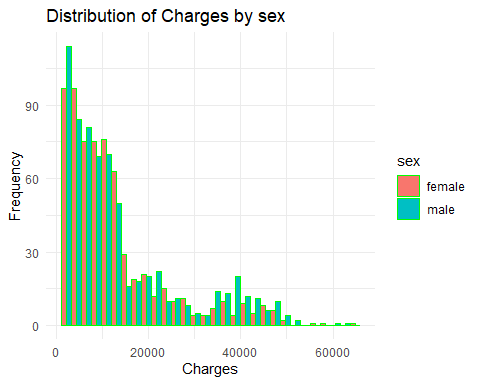 Distribution of Charges by sex
90
60
30
0
Frequency
0 20000 40000 60000
Charges
sex
female
male